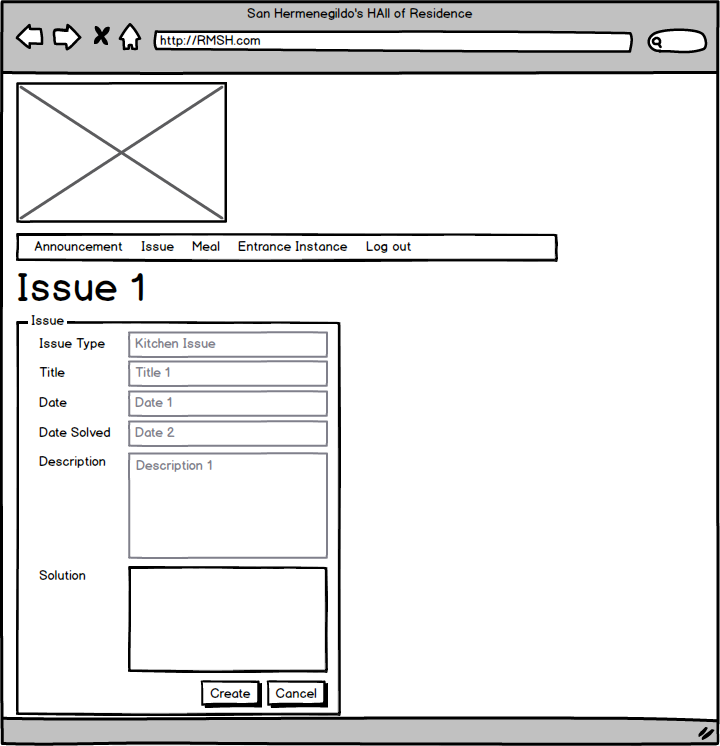 San Hermenegildo's HAll of Residence
http://RMSH.com
Announcement Issue Meal Entrance Instance Log out
Issue 1
Issue
Issue Type Kitchen Issue
Title Title 1
Date Date 1
Date Solved Date 2
Description Description 1
Solution
Create Cancel